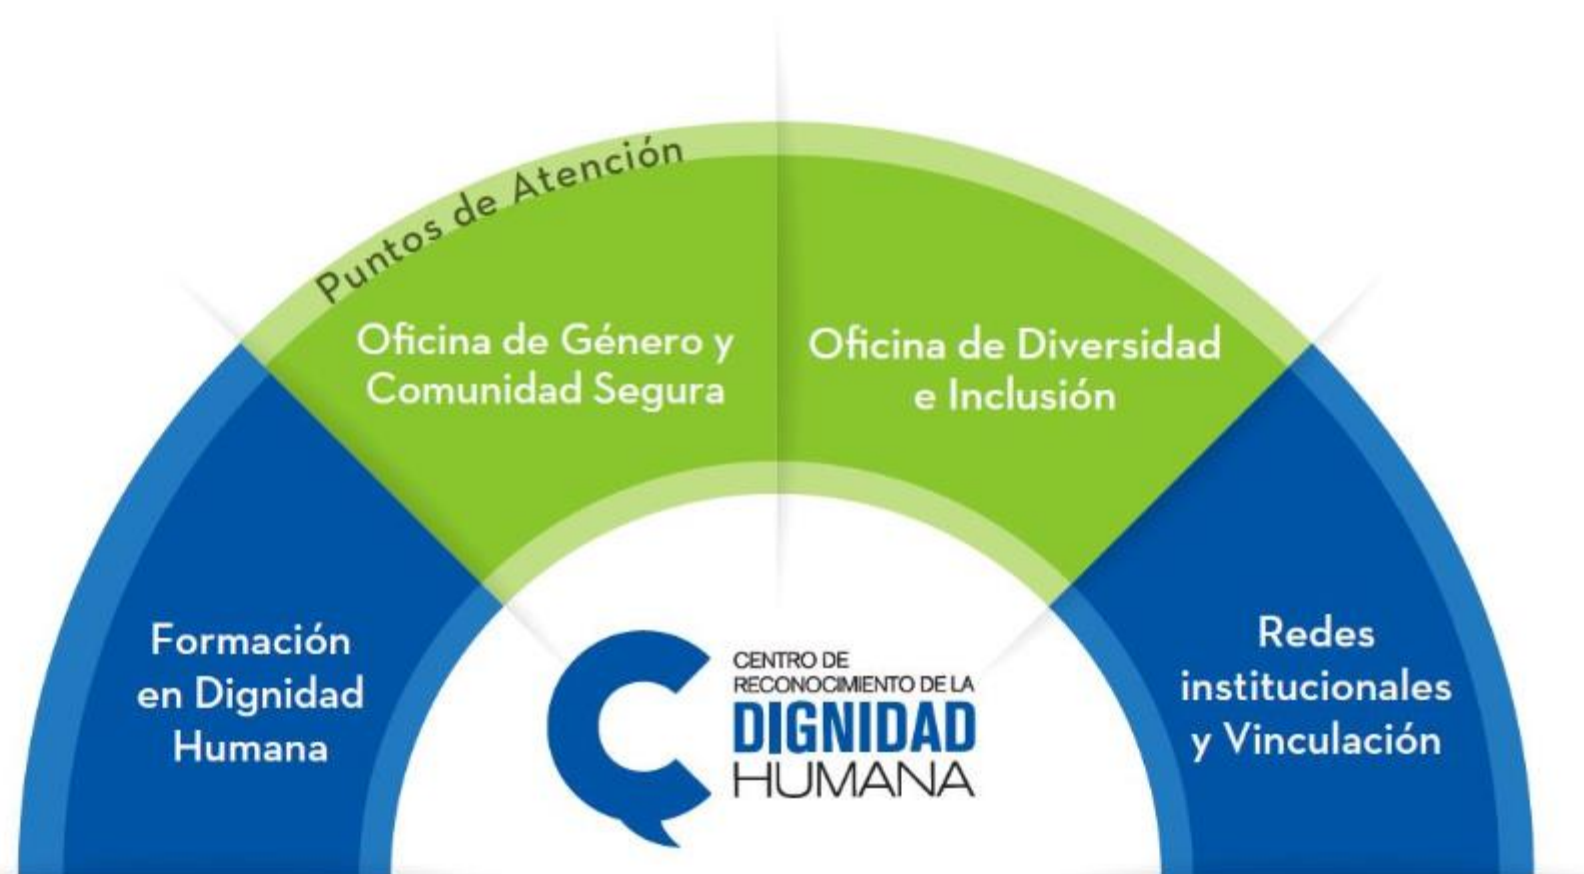 Puntos de Atención
Oficina de Género y
Comunidad Segura
Oficina de Diversidad
e Inclusión
Formación
en Dignidad
Humana
CENTRO DE
RECONOCIMIENTO DE LA
DIGNIDAD
HUMANA
Redes
institucionales
y Vinculación